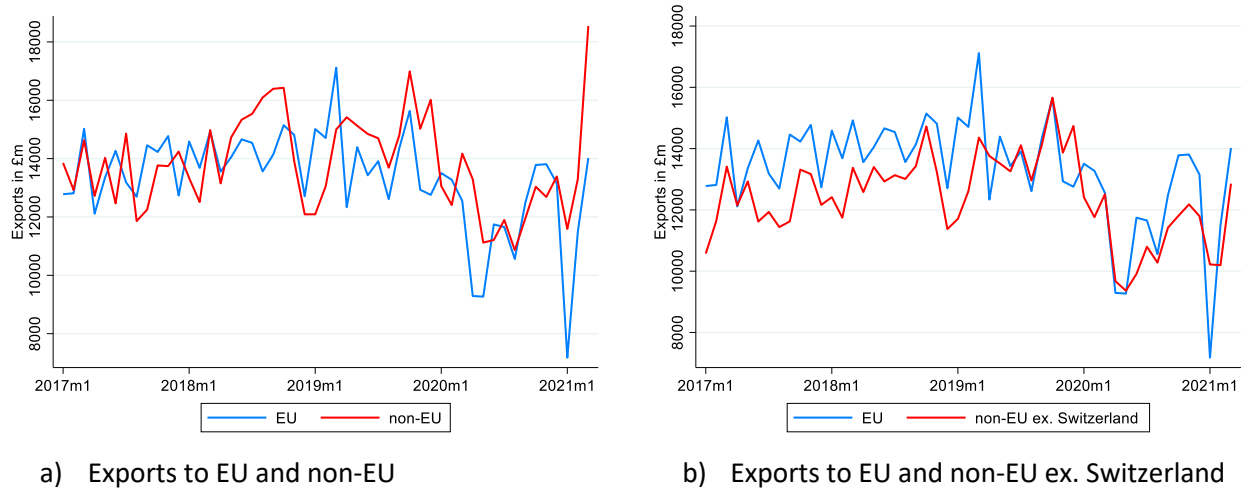 18000
16000
14000
12000
10000
8000
Exports in £m
2017m1 2018m1 2019m1 2020m1 2021m1
EU non-EU
a) Exports to EU and non-EU
18000
16000
14000
12000
10000
8000
Exports in £m
2017m1 2018m1 2019m1 2020m1 2021m1
EU non-EU ex. Switzerland
b) Exports to EU and non-EU ex. Switzerland